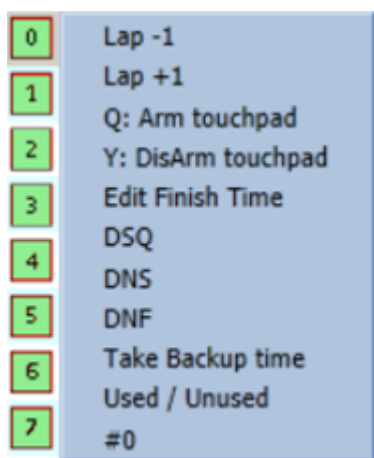 0
1
2
3
4
5
6
7
Lap -1
Lap +1
Q: Arm touchpad
Y: DisArm touchpad
Edit Finish Time
DSQ
DNS
DNF
Take Backup time
Used / Unused
#0